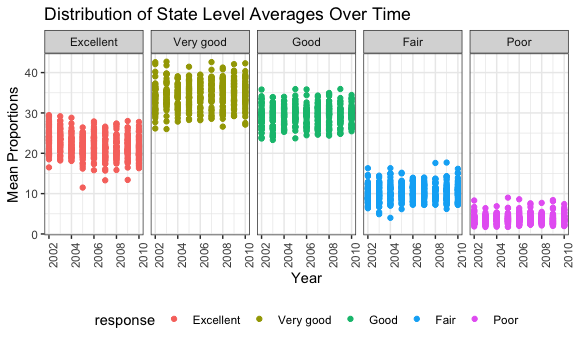 Distribution of State Level Averages Over Time
Excellent Very good Good Fair Poor
Mean Proportions
40
30
20
10
0
2002 2004 2006 2008 2010 2002 2004 2006 2008 2010 2002 2004 2006 2008 2010 2002 2004 2006 2008 2010 2002 2004 2006 2008 2010
Year
response Excellent Very good Good Fair Poor